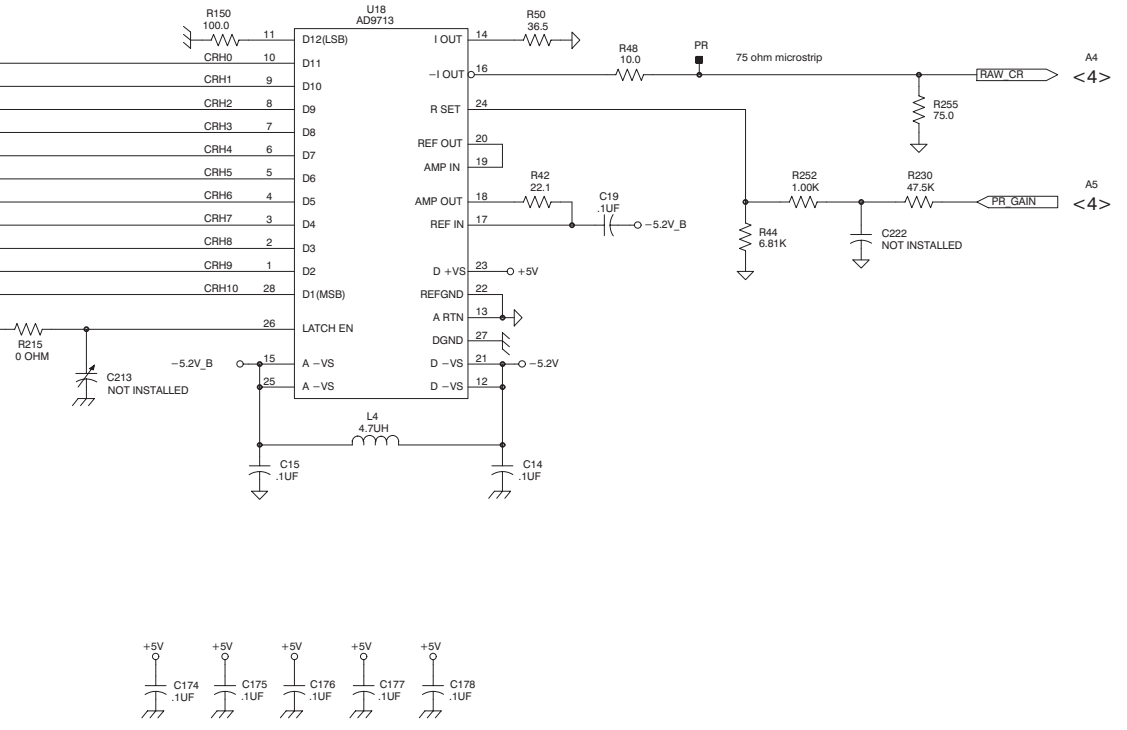 U18
AD9713
R150
100.0
11
D12(LSB)
I OUT
14
R50
36.5
CRH0
10
D11
–I OUT
16
R48
10.0
PR
75 ohm microstrip
RAW_CR
A4
<4>
CRH1
9
D10
CRH2
8
D9
R SET
24
R255
75.0
CRH3
7
D8
REF OUT
20
CRH4
6
D7
AMP IN
19
CRH5
5
D6
CRH6
4
D5
AMP OUT
18
R42
22.1
C19
.1UF
–5.2V_B
R252
1.00K
R230
47.5K
PR_GAIN
A5
<4>
CRH7
3
D4
REF IN
17
R44
6.81K
C222
NOT INSTALLED
CRH8
2
D3
CRH9
1
D2
D +VS
23
+5V
CRH10
28
D1(MSB)
REFGND
22
A RTN
13
R215
0 OHM
26
LATCH EN
DGND
27
C213
NOT INSTALLED
–5.2V_B
15
A –VS
D –VS
21
–5.2V
25
A –VS
D –VS
12
L4
4.7UH
C15
.1UF
C14
.1UF
+5V
+5V
+5V
+5V
+5V
C174
.1UF
C175
.1UF
C176
.1UF
C177
.1UF
C178
.1UF